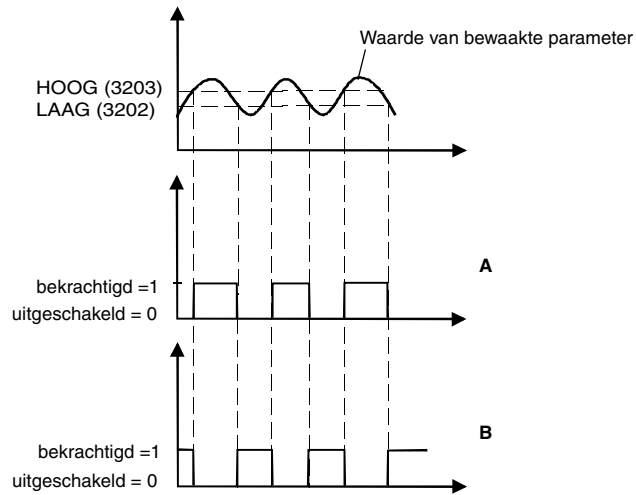 Waarde van bewaakte parameter
HOOG (3203)
LAAG (3202)
A
bekrachtigd =1
uitgeschakeld = 0
B
bekrachtigd =1
uitgeschakeld = 0